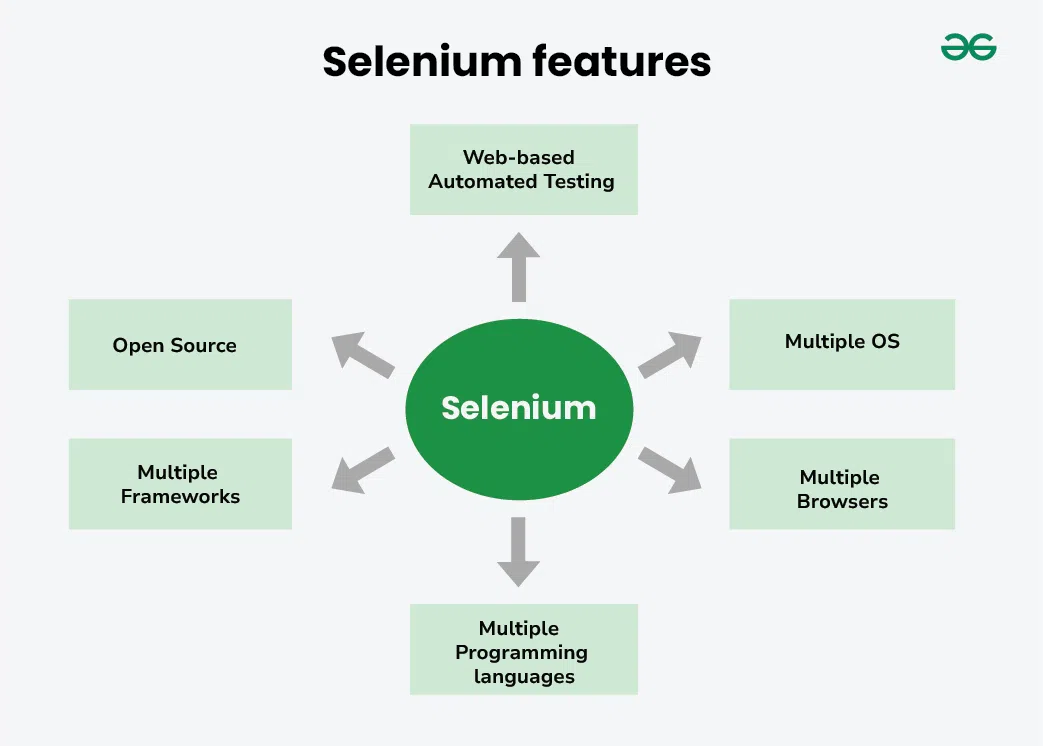 Selenium features
Web-based
Automated Testing
Open Source
Multiple OS
Selenium
Multiple
Frameworks
Multiple
Browsers
Multiple
Programming
languages